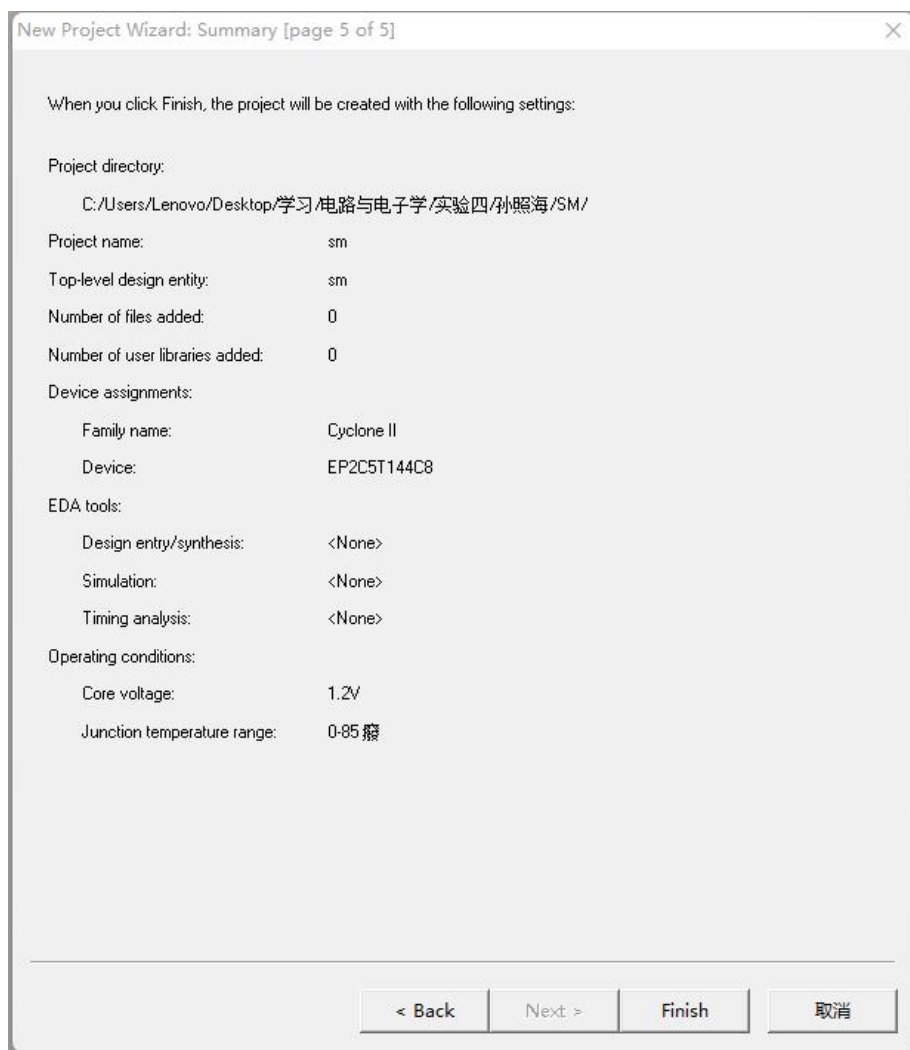 New Project Wizard: Summary [page 5 of 5]
When you click Finish, the project will be created with the following settings:
Project directory:
C:/Users/Lenovo/Desktop/学习/电路与电子学/实验四/孙照海/SM/
Project name: sm
Top-level design entity: sm
Number of files added: 0
Number of user libraries added: 0
Device assignments:
Family name: Cyclone II
Device: EP2C5T144C8
EDA tools:
Design entry/synthesis: <None>
Simulation: <None>
Timing analysis: <None>
Operating conditions:
Core voltage: 1.2V
Junction temperature range: 0-85 癈
< Back Next > Finish 取消